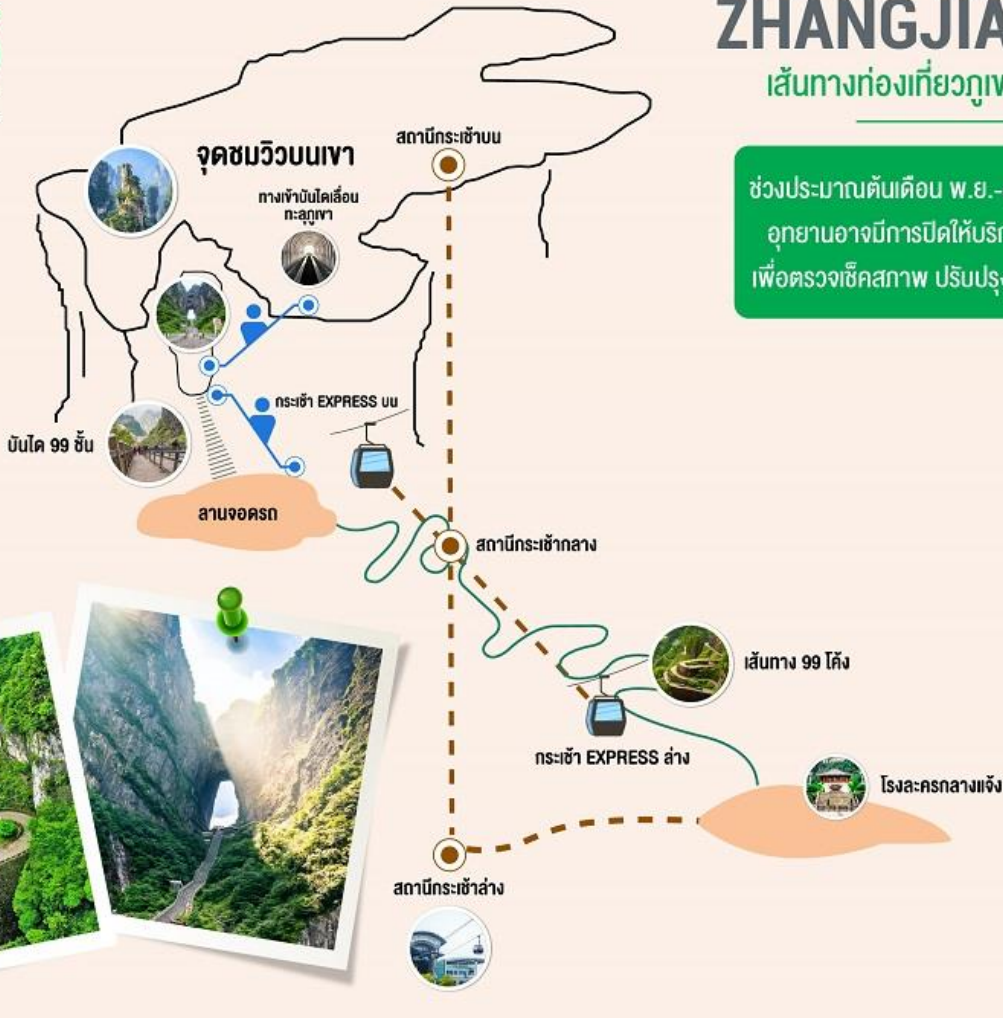 ZHANGJIA
เส้นทางท่องเที่ยวภูเข
ช่วงประมาณต้นเดือน พ.ย.-
อุทยานอาจมีการปิดให้บริก
เพื่อตรวจเช็คสภาพ ปรับปรุง
สถานีกระเช้าบน
จุดชมวิวบนเขา
ทางเข้าบันไดเลื่อน
ทะลุภูเขา
กระเช้า EXPRESS บน
บันได 99 ชั้น
ลานจอดรถ
สถานีกระเช้ากลาง
เส้นทาง 99 โค้ง
กระเช้า EXPRESS ล่าง
โรงละครกลางแจ้ง
สถานีกระเช้าล่าง